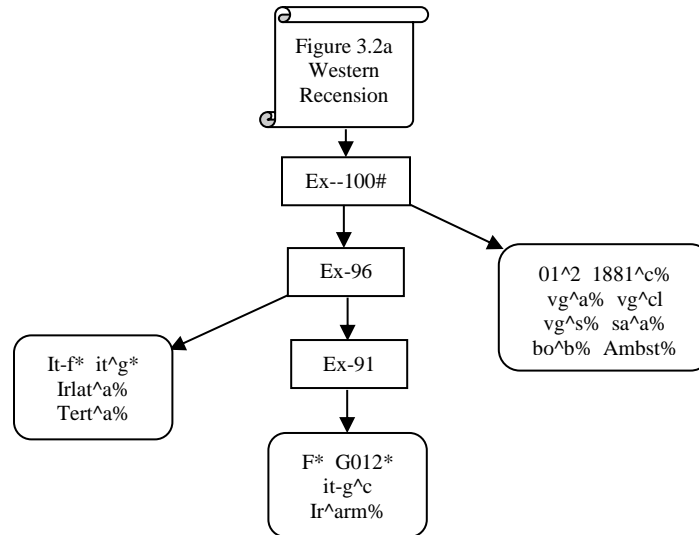 Figure 3.2a
Western
Recension
Ex--100#
Ex-96
01^2 1881^c%
vg^a% vg^cl
vg^s% sa^a%
bo^b% Ambst%
It-f* it^g*
Irlat^a%
Tert^a%
Ex-91
F* G012*
it-g^c
Ir^arm%